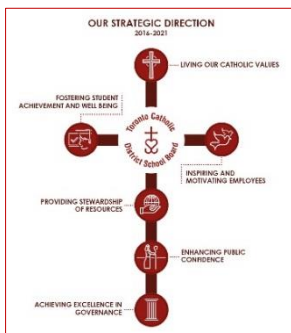 OUR STRATEGIC DIRECTION
2016-2021
LIVING OUR CATHOLIC VALUES
FOSTERING STUDENT
ACHIEVEMENT AND WELL BEING
Toronto Catholic
District School Board
INSPIRING AND
MOTIVATING EMPLOYEES
PROVIDING STEWARDSHIP
OF RESOURCES
ENHANCING PUBLIC
CONFIDENCE
ACHIEVING EXCELLENCE IN
GOVERNANCE